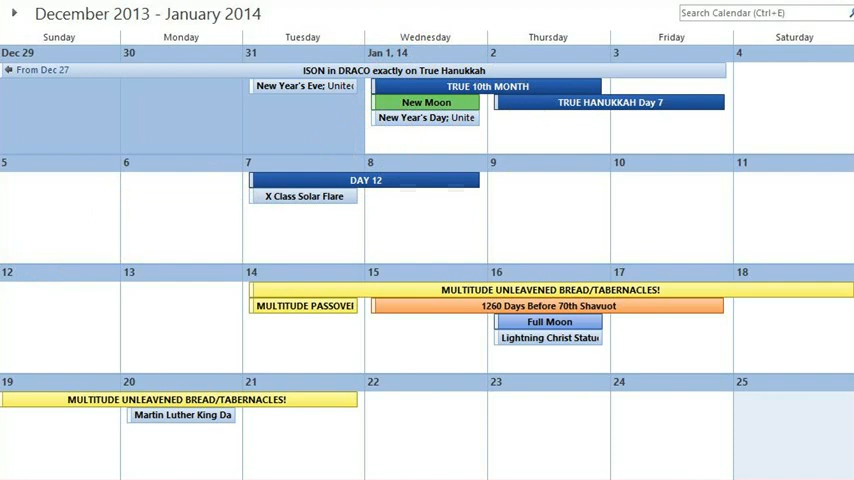 December 2013 - January 2014
Search Calendar (Ctrl+E)
Sunday Monday Tuesday Wednesday Thursday Friday Saturday
Dec 29 30 31 Jan 1, 14 2 3 4
From Dec 27 ISON in DRACO exactly on True Hanukkah
New Year's Eve; United TRUE 10th MONTH
New Moon TRUE HANUKKAH Day 7
New Year's Day; Unite
5 6 7 8 9 10 11
DAY 12
X Class Solar Flare
12 13 14 15 16 17 18
MULTITUDE UNLEAVENED BREAD/TABERNACLES!
MULTITUDE PASSOVER 1260 Days Before 70th Shavuot
Full Moon
Lightning Christ Statue
19 20 21 22 23 24 25
MULTITUDE UNLEAVENED BREAD/TABERNACLES!
Martin Luther King Da